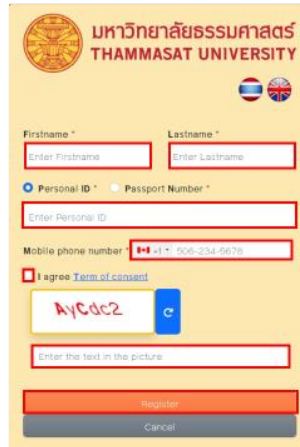 มหาวิทยาลัยธรรมศาสตร์
THAMMASAT UNIVERSITY
Firstname * Lastname *
Enter Firstname Enter Lastname
Personal ID * Passport Number *
Enter Personal ID
Mobile phone number * +1 506-234-5678
I agree Term of consent
AyCdc2
Enter the text in the picture
Register
Cancel